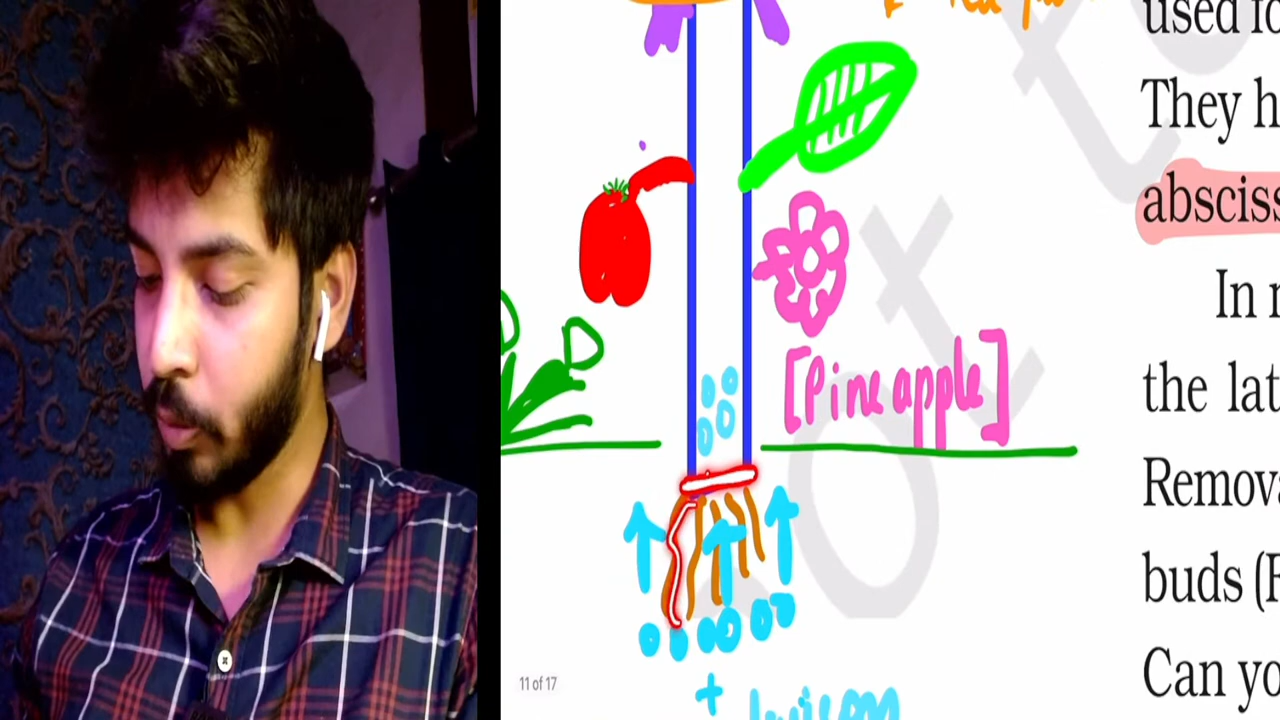 used fo
They h
absciss
In r
the lat
[Pineapple]
Remova
buds (F
Can yo
11 of 17
+